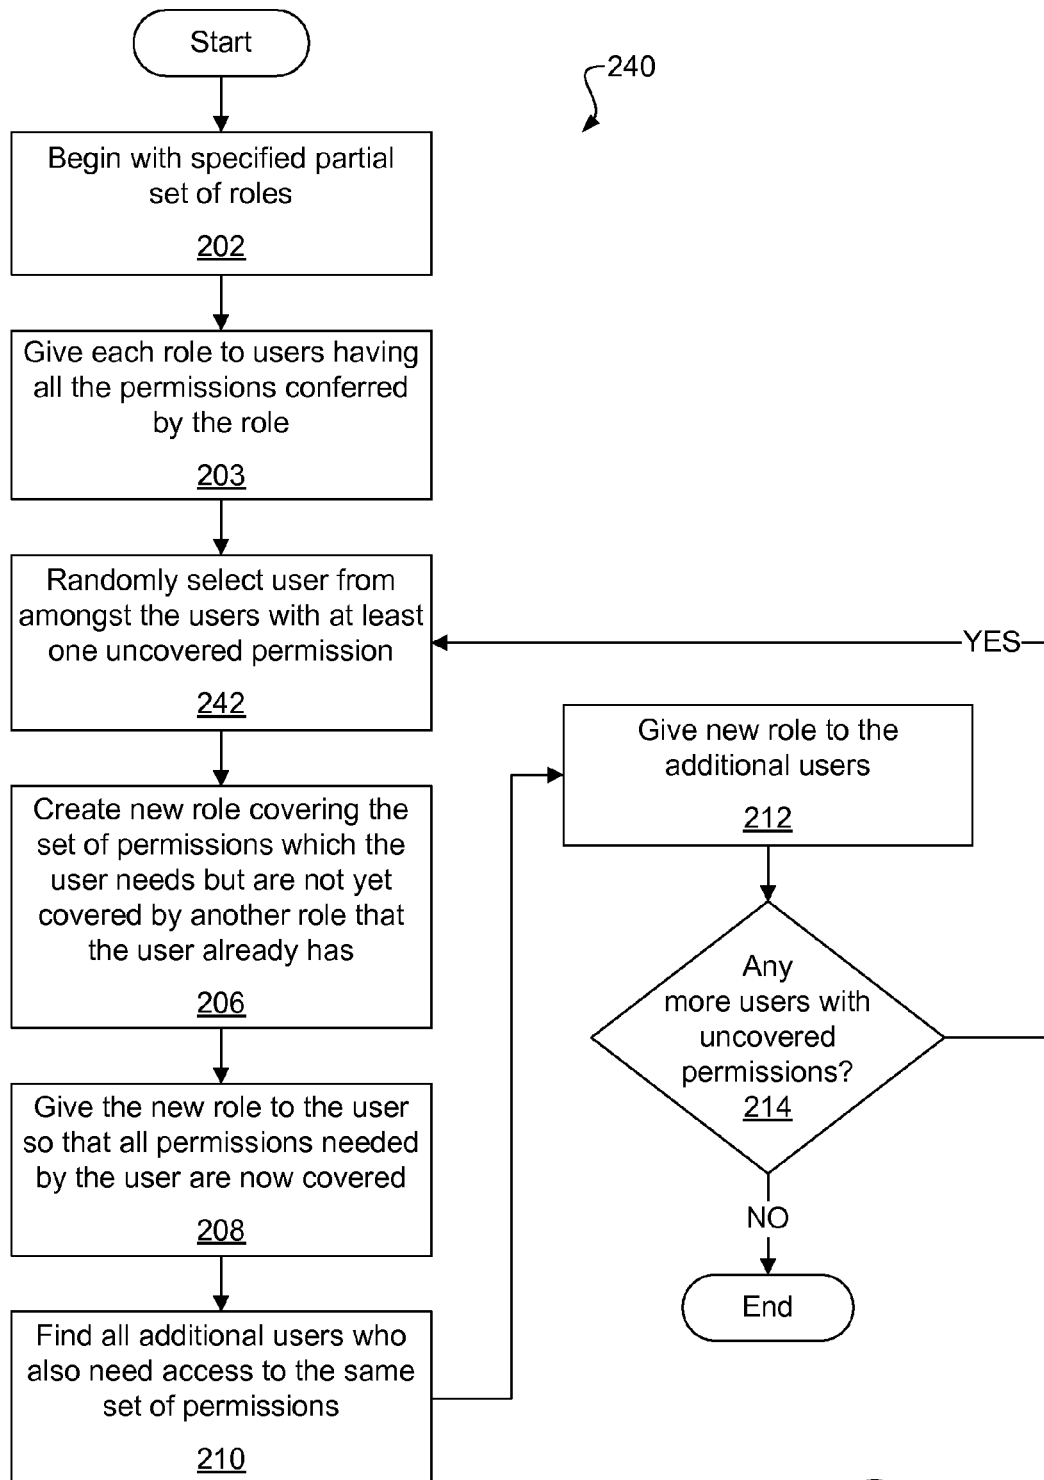 Start
240
Begin with specified partial
set of roles
202
Give each role to users having
all the permissions conferred
by the role
203
Randomly select user from
amongst the users with at least
one uncovered permission
242
YES
Create new role covering the
set of permissions which the
user needs but are not yet
covered by another role that
the user already has
206
Give the new role to the user
so that all permissions needed
by the user are now covered
208
Find all additional users who
also need access to the same
set of permissions
210
Give new role to the
additional users
212
Any
more users with
uncovered
permissions?
214
NO
End